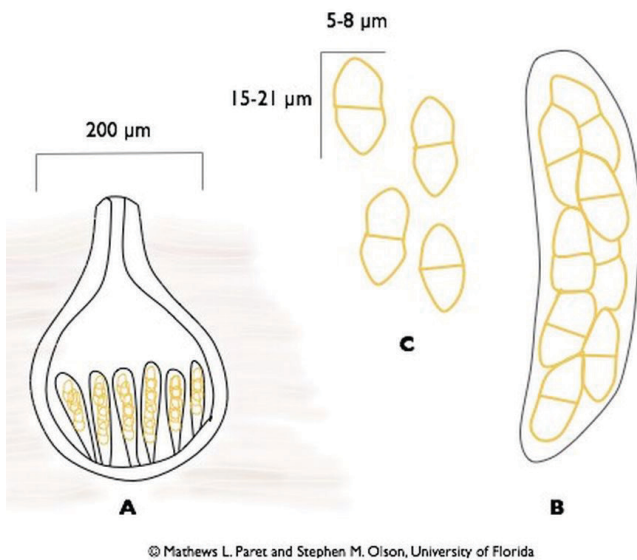 5-8 µm
15-21 µm
200 µm
C
A
B
© Mathews L. Paret and Stephen M. Olson, University of Florida